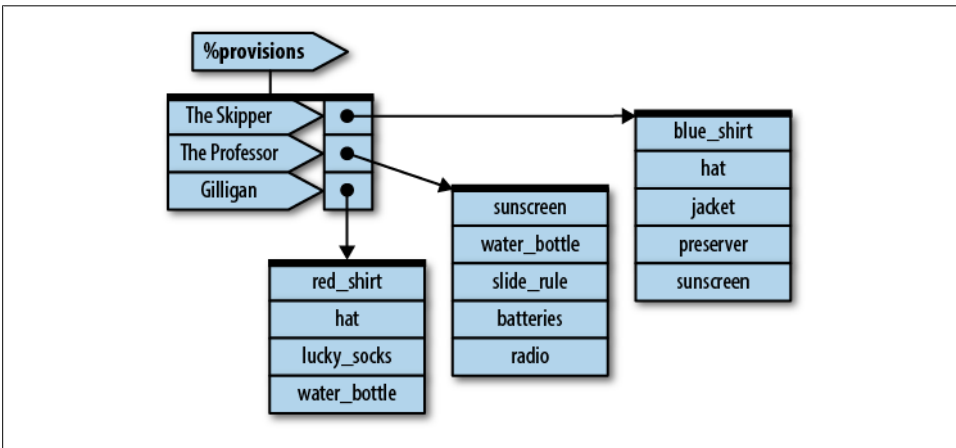 %provisions
The Skipper
The Professor
Gilligan
blue_shirt
hat
jacket
preserver
sunscreen
sunscreen
water_bottle
slide_rule
batteries
radio
red_shirt
hat
lucky_socks
water_bottle